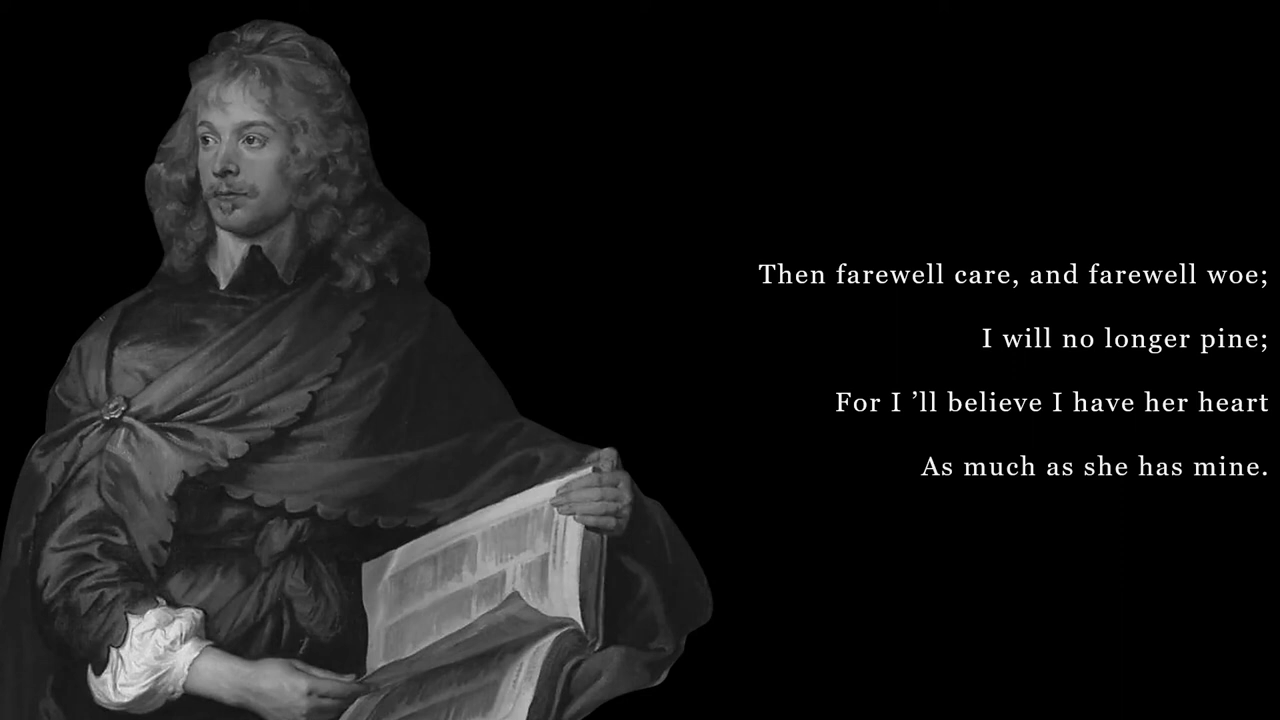 Then farewell care, and farewell woe;
I will no longer pine;
For I ’ll believe I have her heart
As much as she has mine.